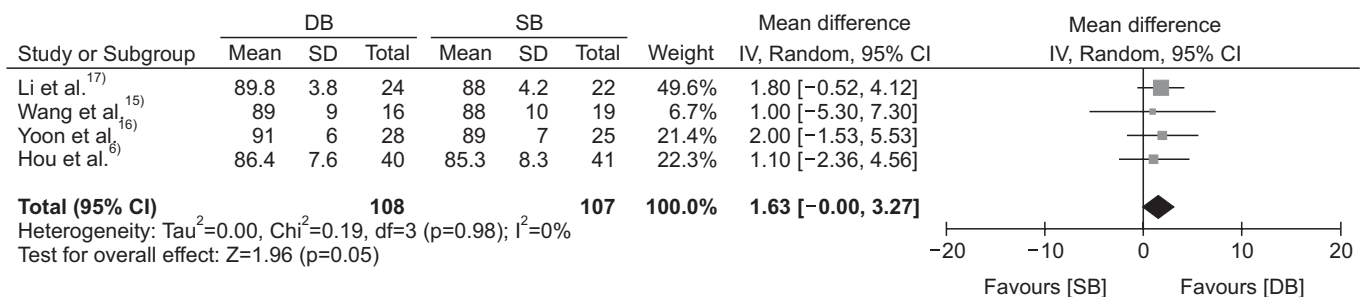 DB SB Mean difference Mean difference
Study or Subgroup Mean SD Total Mean SD Total Weight IV, Random, 95% CI IV, Random, 95% CI
Li et al.17) 89.8 3.8 24 88 4.2 22 49.6% 1.80 [−0.52, 4.12]
Wang et al.15) 89 9 16 88 10 19 6.7% 1.00 [−5.30, 7.30]
Yoon et al.16) 91 6 28 89 7 25 21.4% 2.00 [−1.53, 5.53]
Hou et al.6) 86.4 7.6 40 85.3 8.3 41 22.3% 1.10 [−2.36, 4.56]
Total (95% CI) 108 107 100.0% 1.63 [−0.00, 3.27]
Heterogeneity: Tau2=0.00, Chi2=0.19, df=3 (p=0.98); I2=0%
Test for overall effect: Z=1.96 (p=0.05)
−20 −10 0 10 20
Favours [SB] Favours [DB]